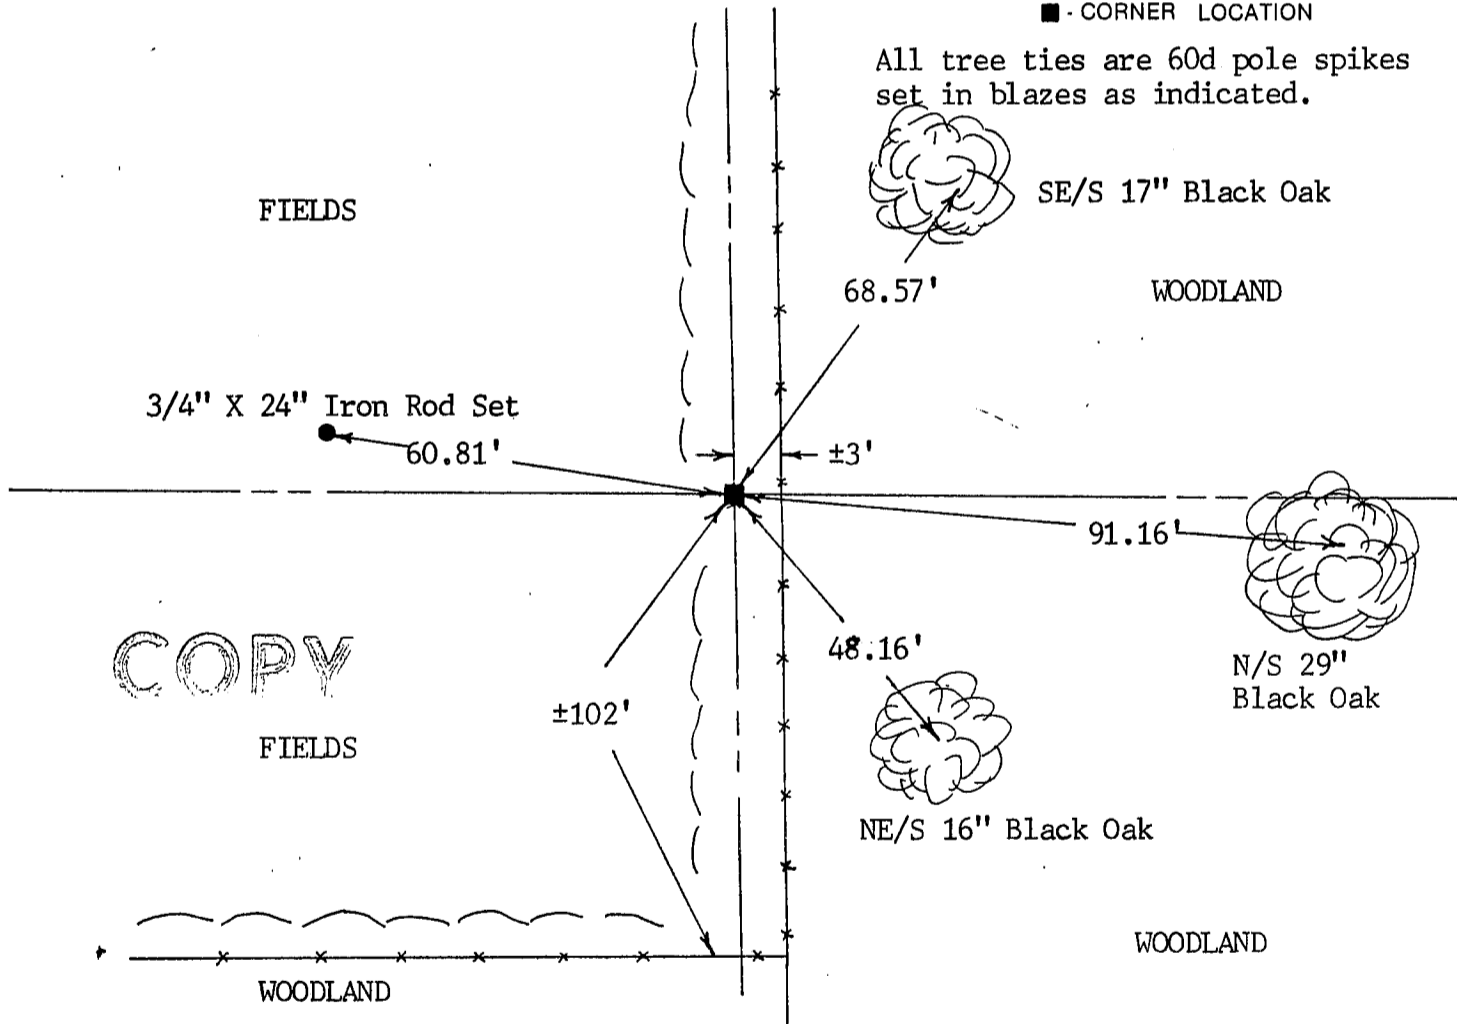 ■ - CORNER LOCATION
All tree ties are 60d pole spikes
set in blazes as indicated.
SE/S 17" Black Oak
FIELDS
68.57'
WOODLAND
3/4" X 24" Iron Rod Set
60.81'
±3'
91.16'
COPY
48.16'
N/S 29"
Black Oak
±102'
FIELDS
NE/S 16" Black Oak
WOODLAND
WOODLAND